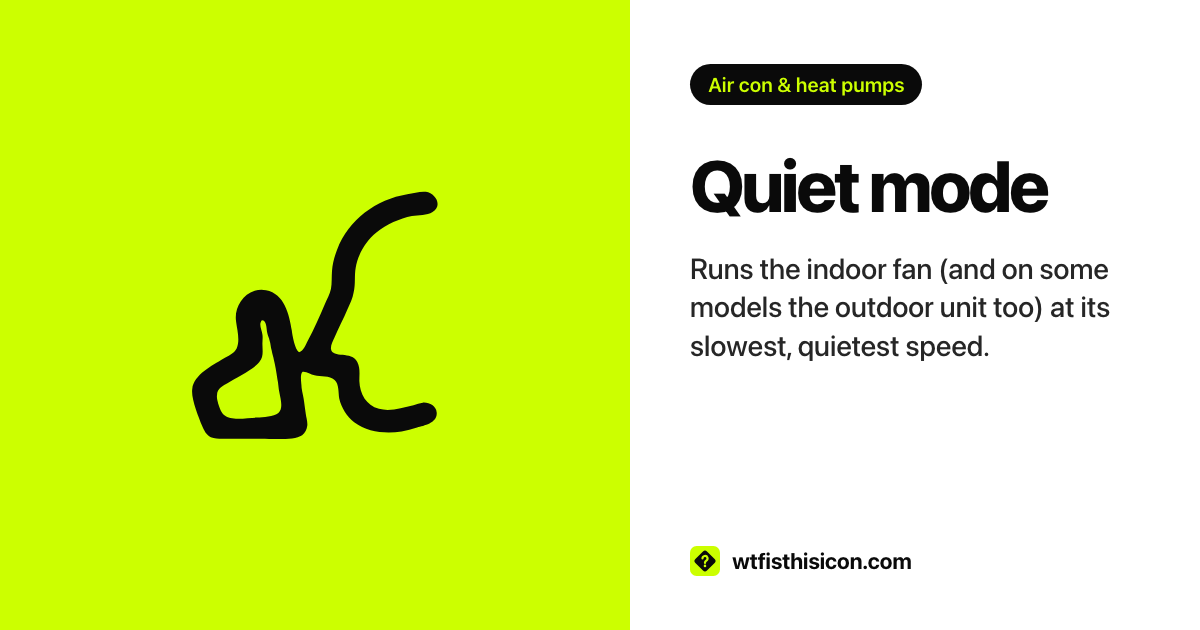 Air con & heat pumps
Quiet mode
Runs the indoor fan (and on some
models the outdoor unit too) at its
slowest, quietest speed.
?
wtfisthisicon.com